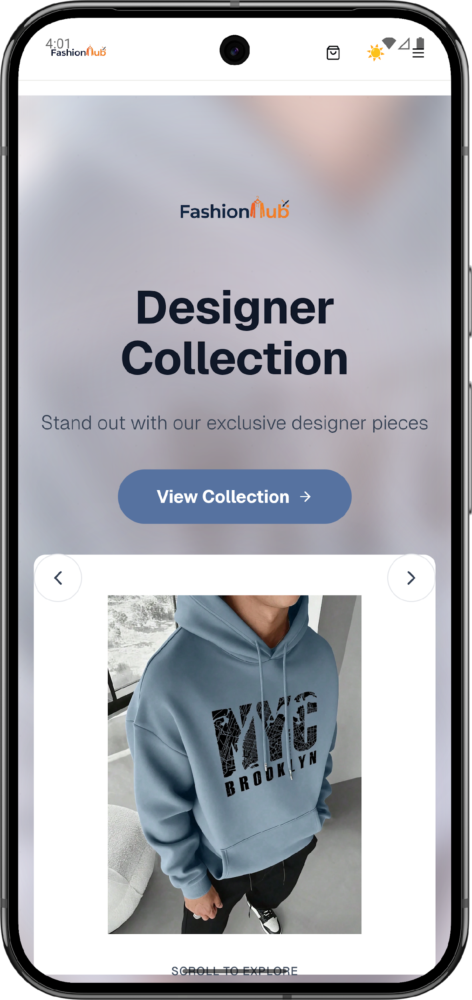 4:01
FashionHub
FashionHub
Designer
Collection
Stand out with our exclusive designer pieces
View Collection →
NYC
BROOKLYN
SCROLL TO EXPLORE